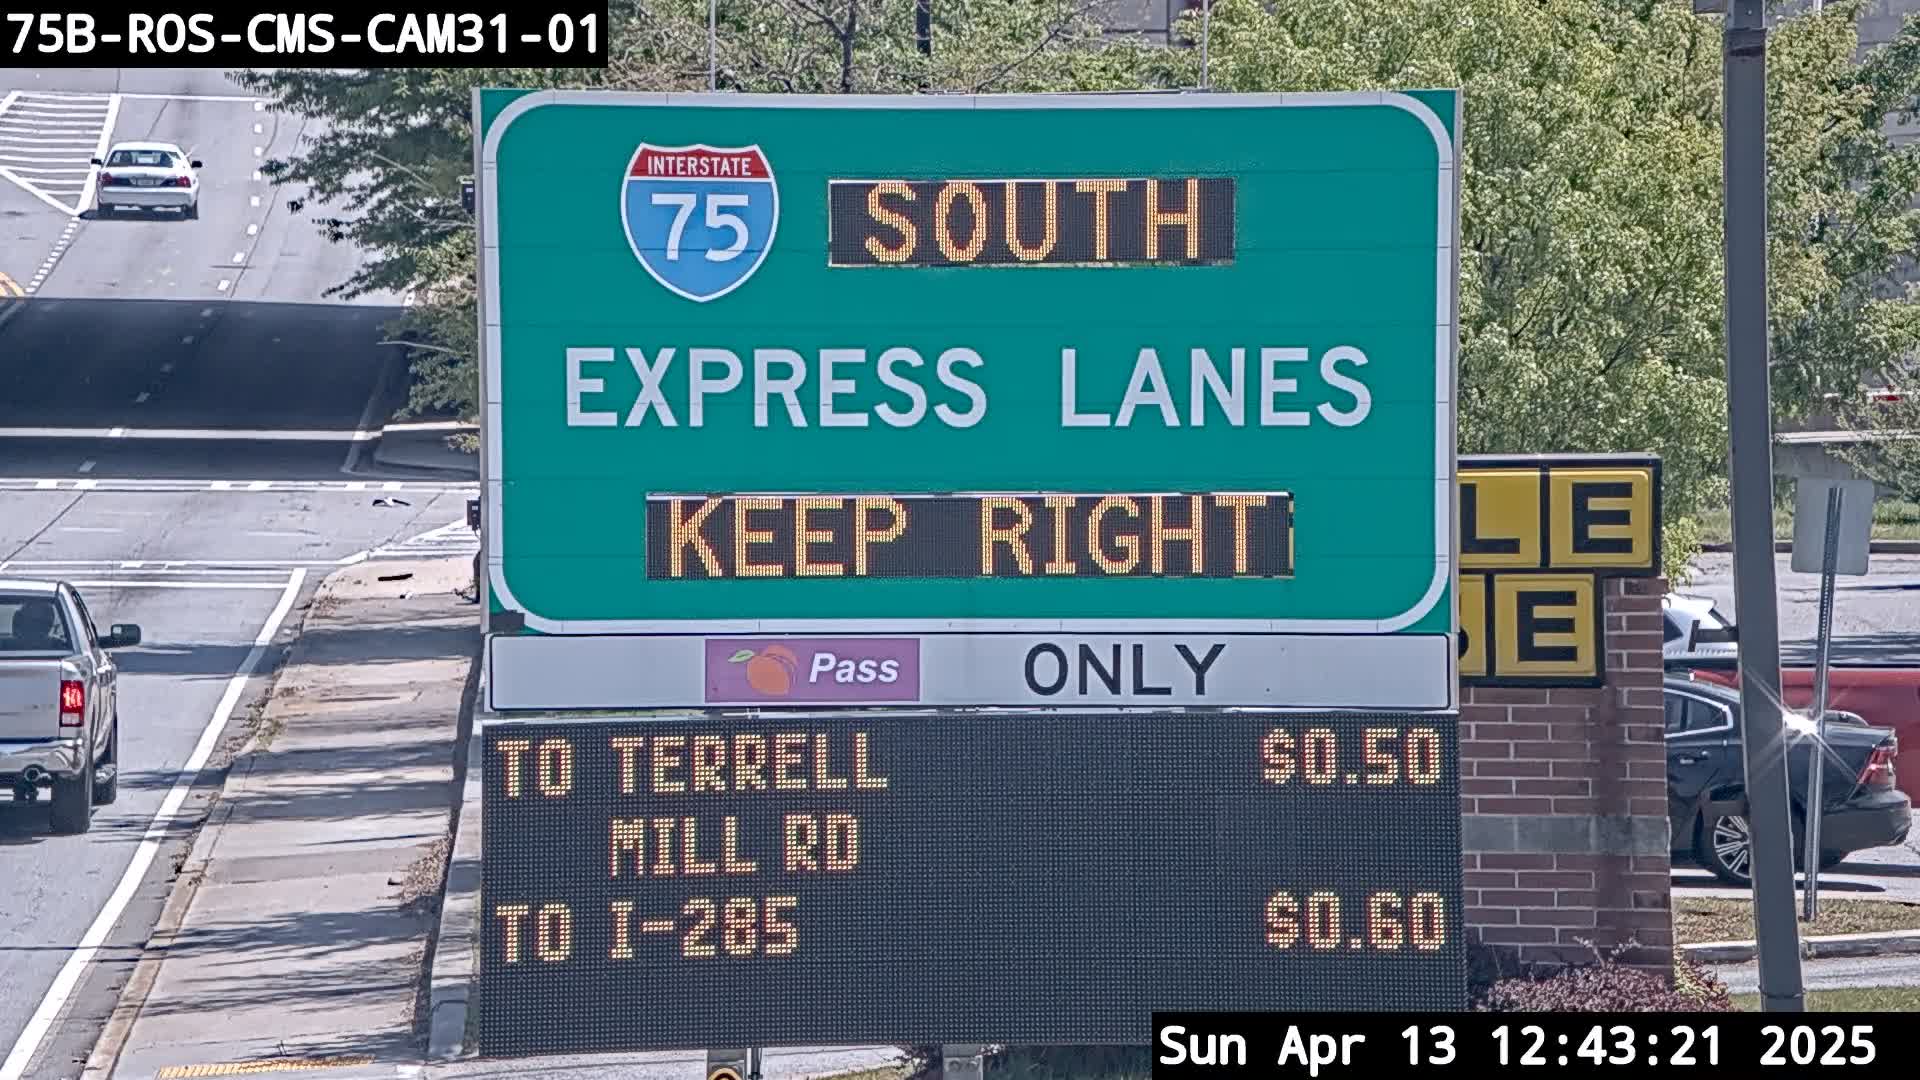 75B-ROS-CMS-CAM31-01
INTERSTATE
75
SOUTH
EXPRESS LANES
KEEP RIGHT
LE
E
Pass ONLY
TO TERRELL $0.50
MILL RD
TO I-285 $0.60
Sun Apr 13 12:43:21 2025